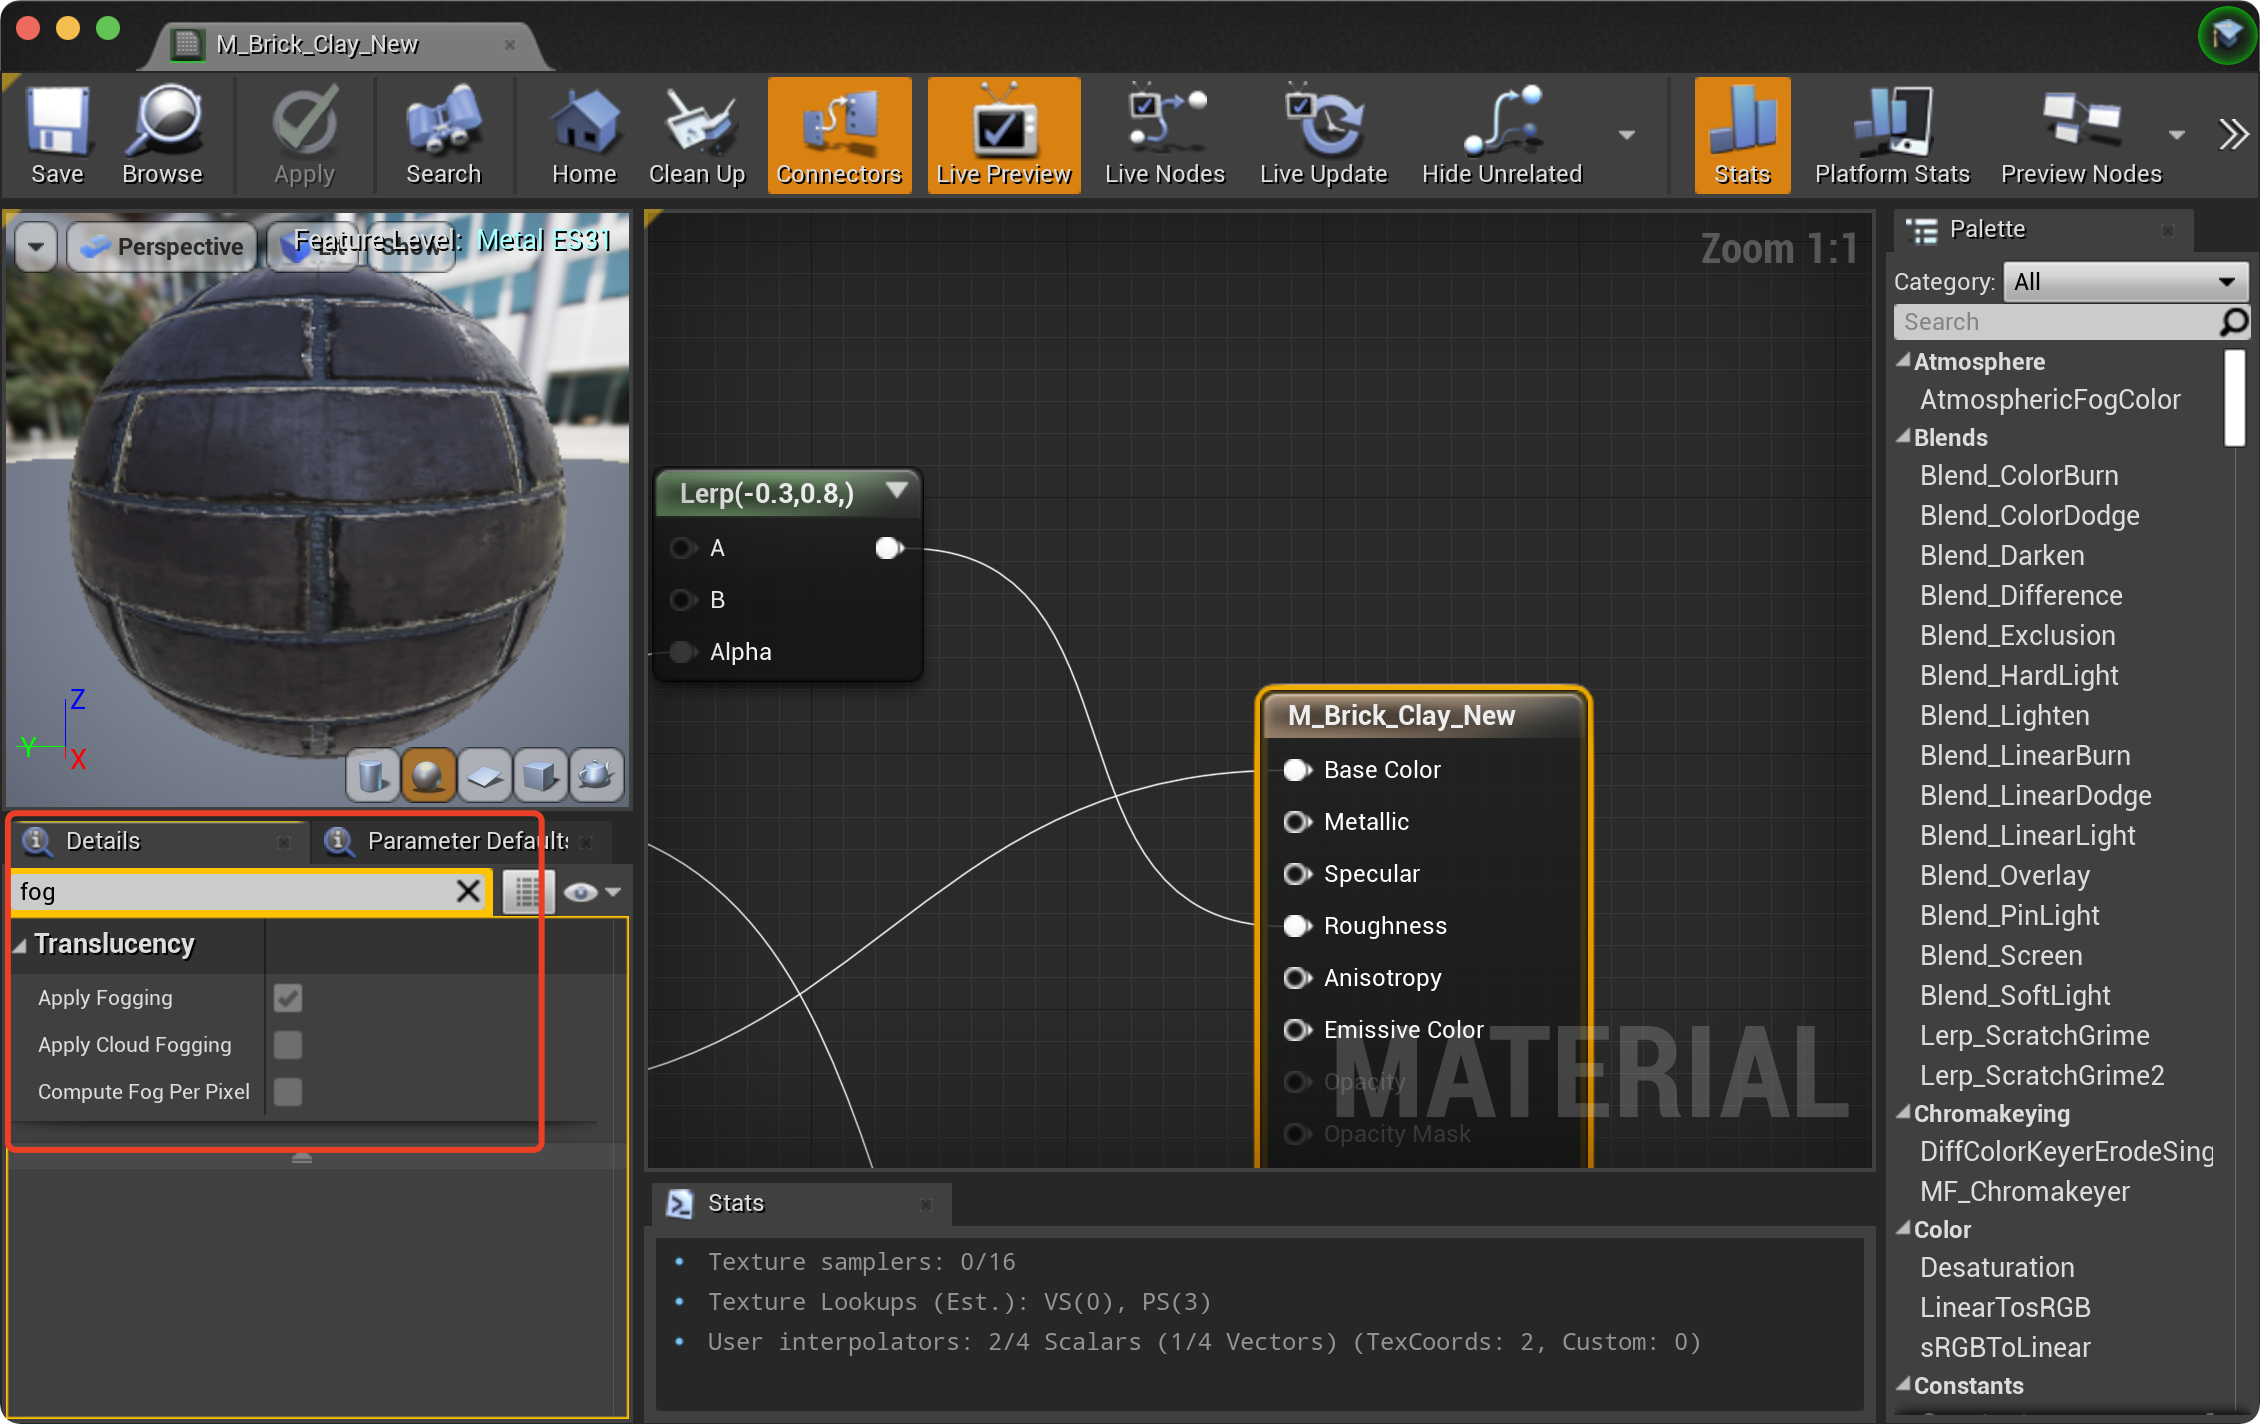 M_Brick_Clay_New
Save
Browse
Apply
Search
Home
Clean Up
Connectors
Live Preview
Live Nodes
Live Update
Hide Unrelated
Stats
Platform Stats
Preview Nodes
Perspective
Lit
Show
Feature Level: Metal ES31
Z
Y
X
Details
Parameter Defaults
fog
Translucency
Apply Fogging
Apply Cloud Fogging
Compute Fog Per Pixel
Zoom 1:1
Lerp(-0.3,0.8,)
A
B
Alpha
M_Brick_Clay_New
Base Color
Metallic
Specular
Roughness
Anisotropy
Emissive Color
Opacity
Opacity Mask
MATERIAL
Stats
Texture samplers: 0/16
Texture Lookups (Est.): VS(0), PS(3)
User interpolators: 2/4 Scalars (1/4 Vectors) (TexCoords: 2, Custom: 0)
Palette
Category: All
Search
Atmosphere
AtmosphericFogColor
Blends
Blend_ColorBurn
Blend_ColorDodge
Blend_Darken
Blend_Difference
Blend_Exclusion
Blend_HardLight
Blend_Lighten
Blend_LinearBurn
Blend_LinearDodge
Blend_LinearLight
Blend_Overlay
Blend_PinLight
Blend_Screen
Blend_SoftLight
Lerp_ScratchGrime
Lerp_ScratchGrime2
Chromakeying
DiffColorKeyerErodeSing
MF_Chromakeyer
Color
Desaturation
LinearTosRGB
sRGBToLinear
Constants